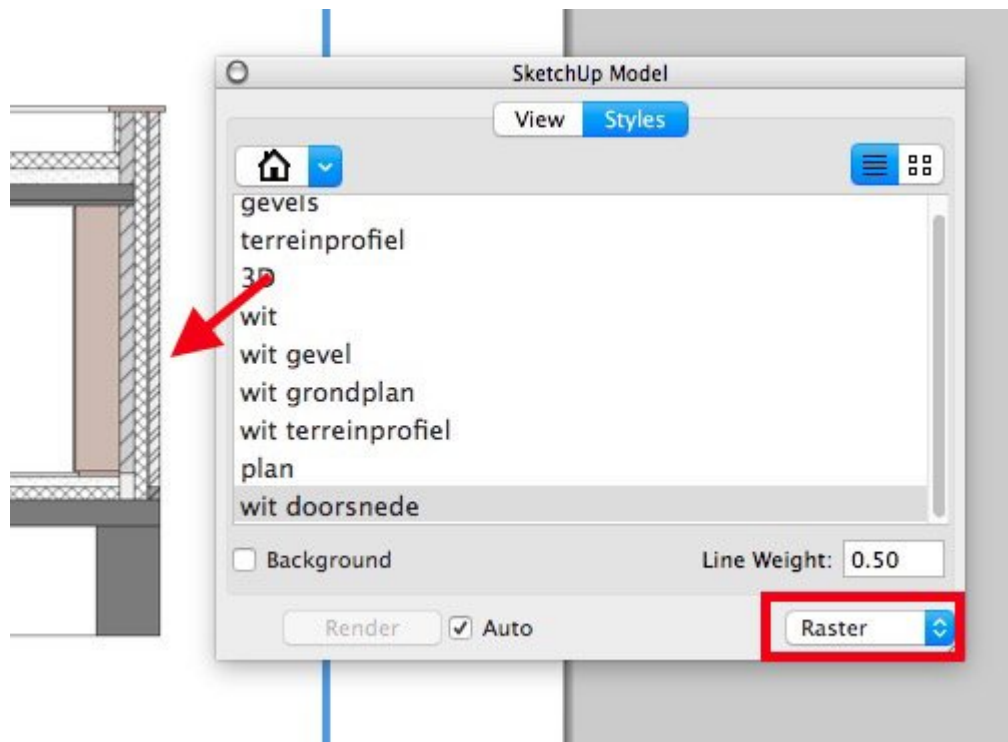 SketchUp Model
View Styles
gevels
terreinprofiel
3D
wit
wit gevel
wit grondplan
wit terreinprofiel
plan
wit doorsnede
Background Line Weight: 0.50
Render Auto Raster